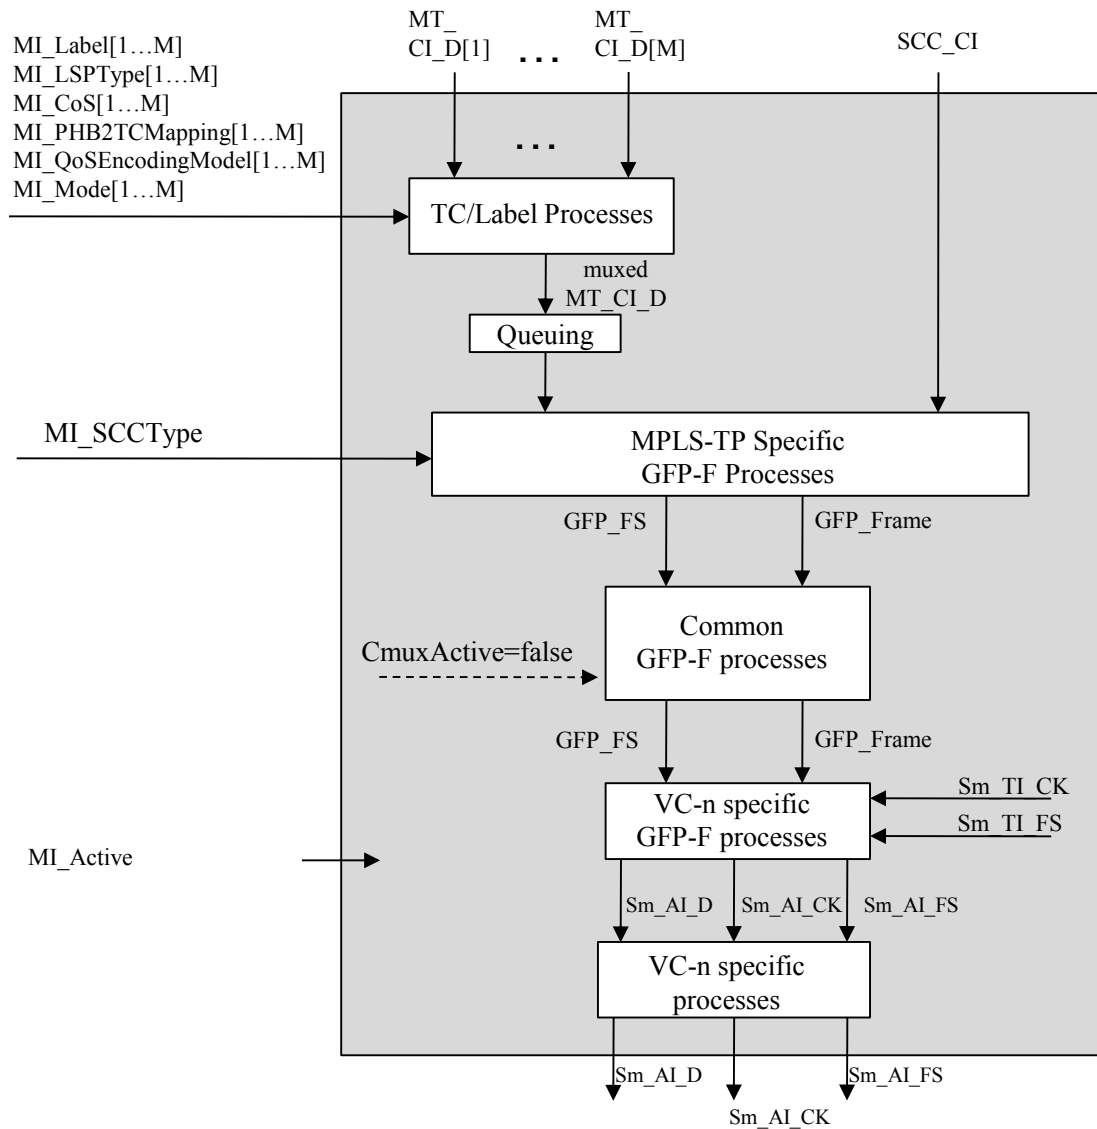 MT_
CI_D[1]
. . .
MT_
CI_D[M]
SCC_CI
MI_Label[1…M]
MI_LSPType[1…M]
MI_CoS[1…M]
MI_PHB2TCMapping[1…M]
MI_QoSEncodingModel[1…M]
MI_Mode[1…M]
. . .
TC/Label Processes
muxed
MT_CI_D
Queuing
MI_SCCType
MPLS-TP Specific
GFP-F Processes
GFP_FS
GFP_Frame
Common
GFP-F processes
CmuxActive=false
GFP_FS
GFP_Frame
VC-n specific
GFP-F processes
Sm_TI_CK
Sm_TI_FS
MI_Active
Sm_AI_D
Sm_AI_CK
Sm_AI_FS
VC-n specific
processes
Sm_AI_D
Sm_AI_CK
Sm_AI_FS